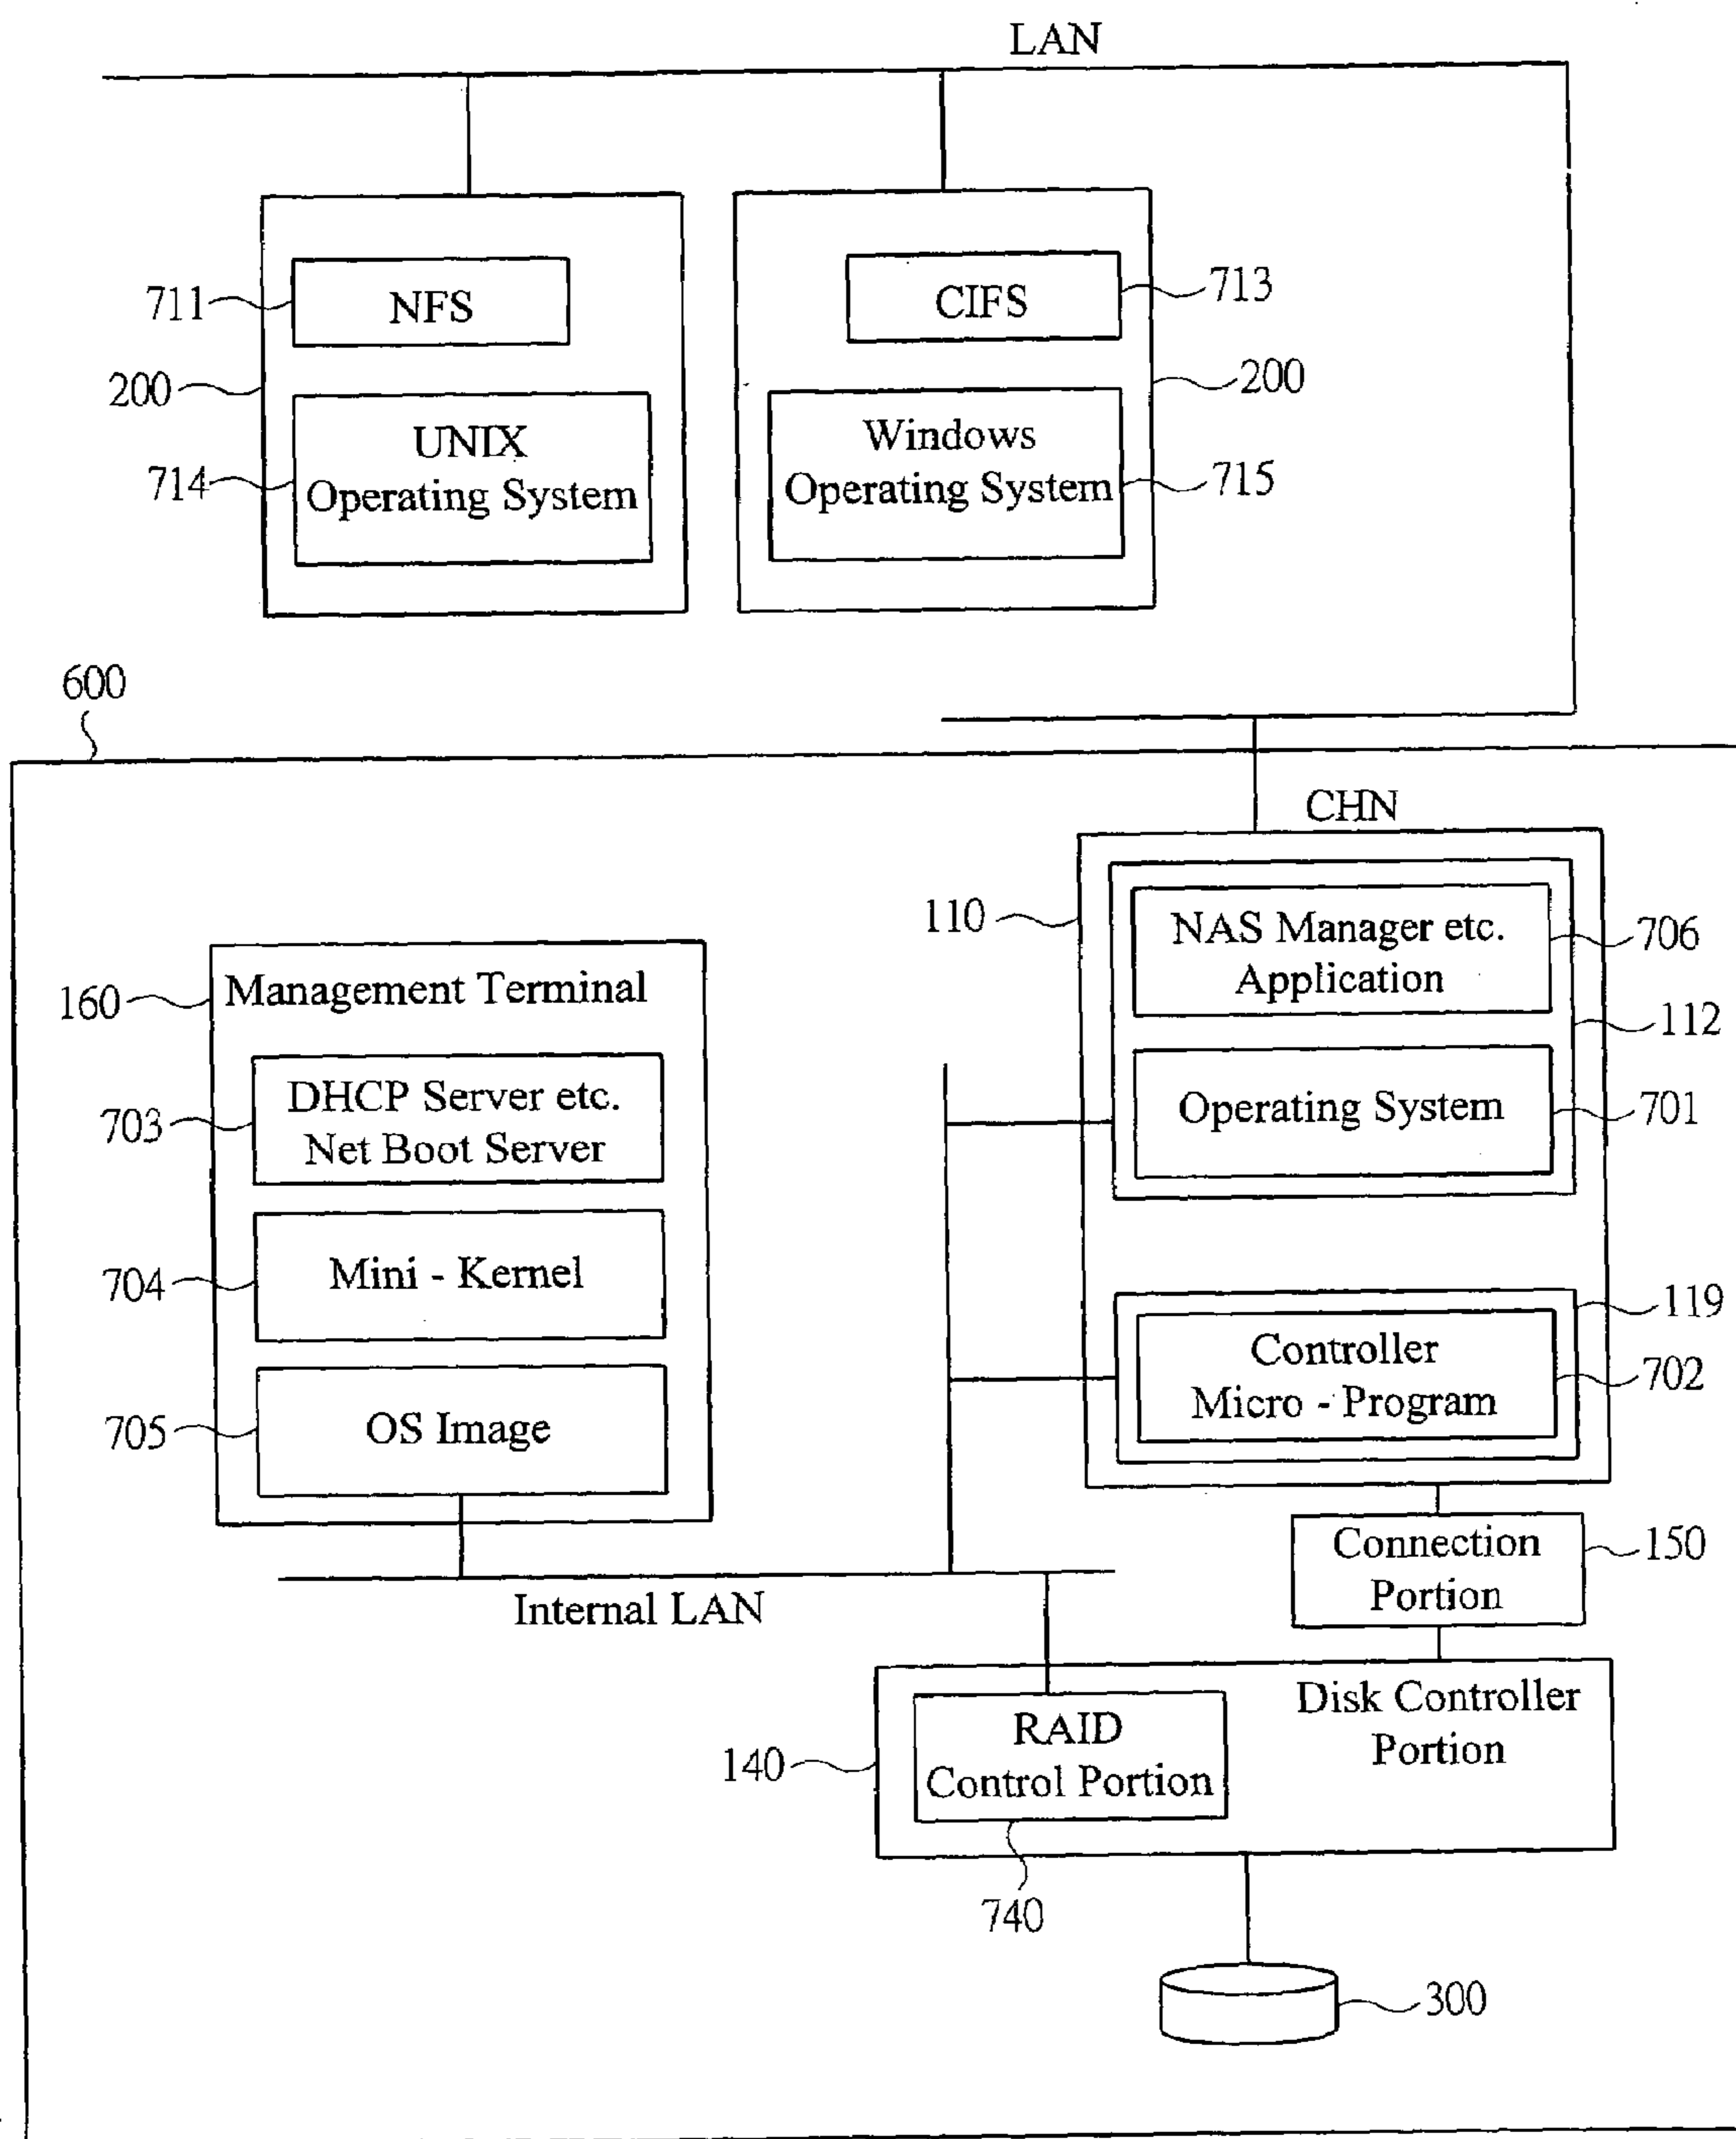 LAN
711
NFS
CIFS
713
200
200
714
UNIX
Operating System
Windows
Operating System
715
600
CHN
110
NAS Manager etc.
Application
706
112
Operating System
701
160
Management Terminal
703
DHCP Server etc.
Net Boot Server
704
Mini - Kernel
705
OS Image
119
Controller
Micro - Program
702
Connection
Portion
150
Internal LAN
140
RAID
Control Portion
Disk Controller
Portion
740
300